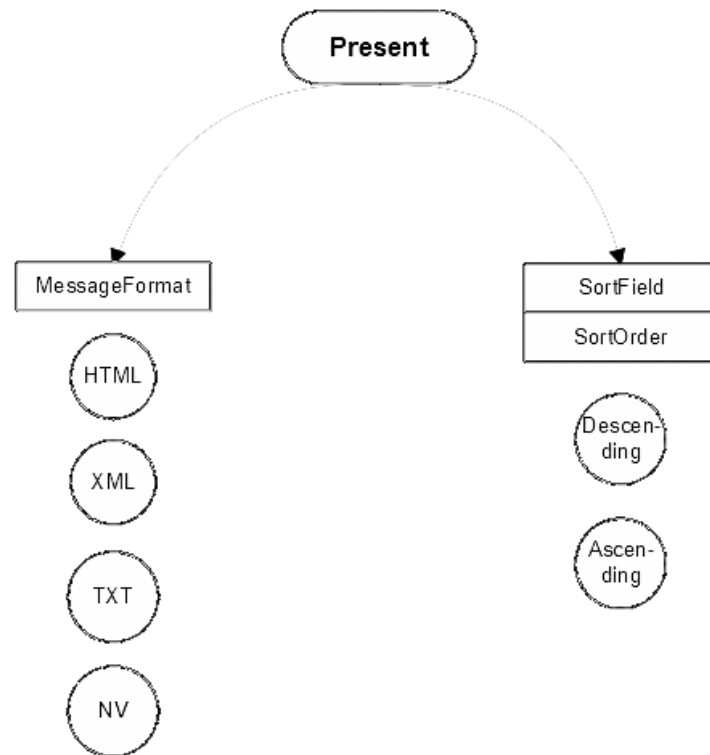 Present
MessageFormat
HTML
XML
TXT
NV
SortField
SortOrder
Descen-
ding
Ascen-
ding